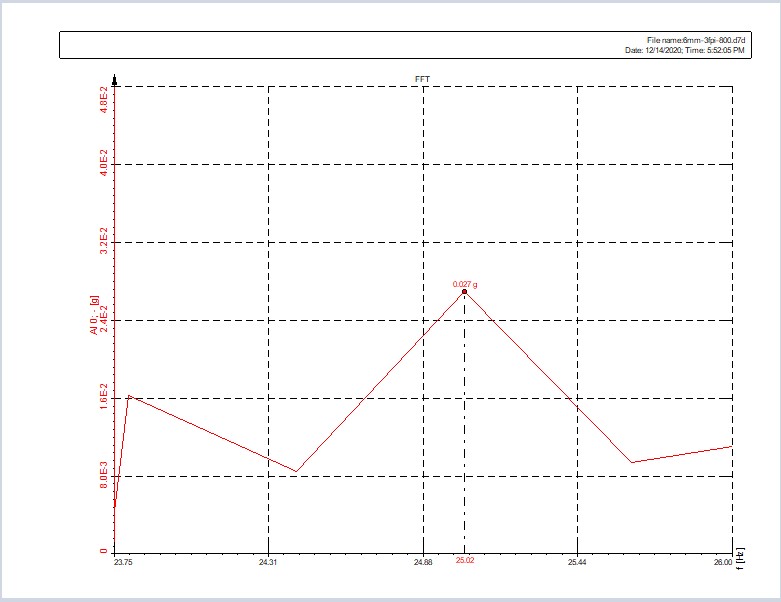 File name:6mm-3fpi-800.d7d
Date: 12/14/2020; Time: 5:52:05 PM
FFT
4.8E-2
4.0E-2
3.2E-2
0.027 g
AI 0; - [g]
2.4E-2
1.6E-2
8.0E-3
0
23.75 24.31 24.88 25.02 25.44 26.00
f [Hz]